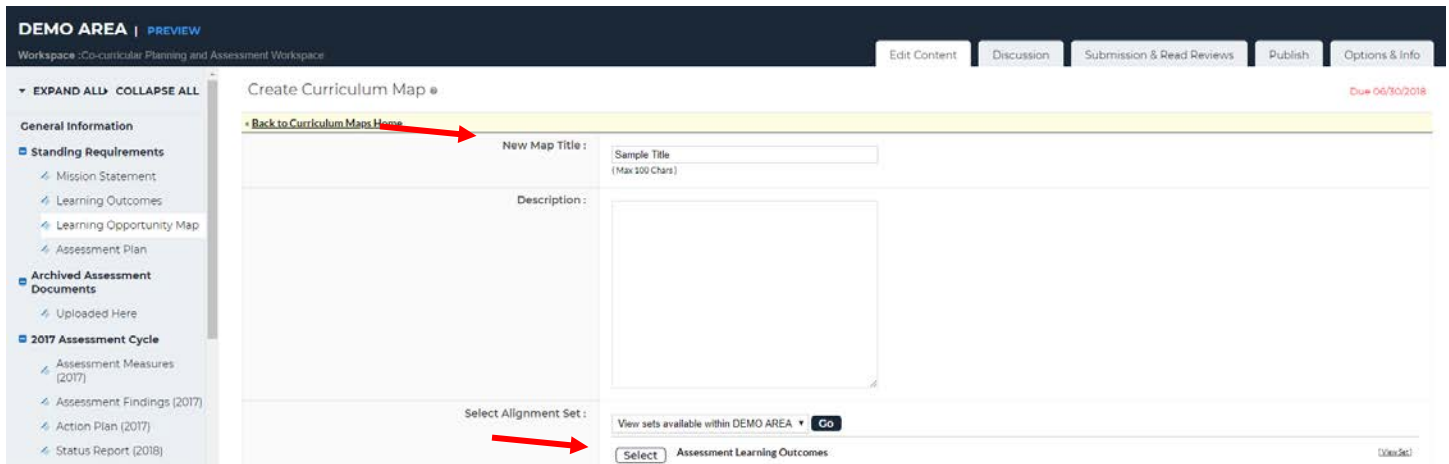 DEMO AREA | PREVIEW
Workspace :Co-curricular Planning and Assessment Workspace
Edit Content
Discussion
Submission & Read Reviews
Publish
Options & Info
EXPAND ALL COLLAPSE ALL
Create Curriculum Map
Due 06/30/2018
« Back to Curriculum Maps Home
General Information
Standing Requirements
Mission Statement
Learning Outcomes
Learning Opportunity Map
Assessment Plan
Archived Assessment
Documents
Uploaded Here
2017 Assessment Cycle
Assessment Measures
(2017)
Assessment Findings (2017)
Action Plan (2017)
Status Report (2018)
New Map Title :
Sample Title
(Max 100 Chars)
Description :
Select Alignment Set :
View sets available within DEMO AREA Go
Select Assessment Learning Outcomes
[View Set]